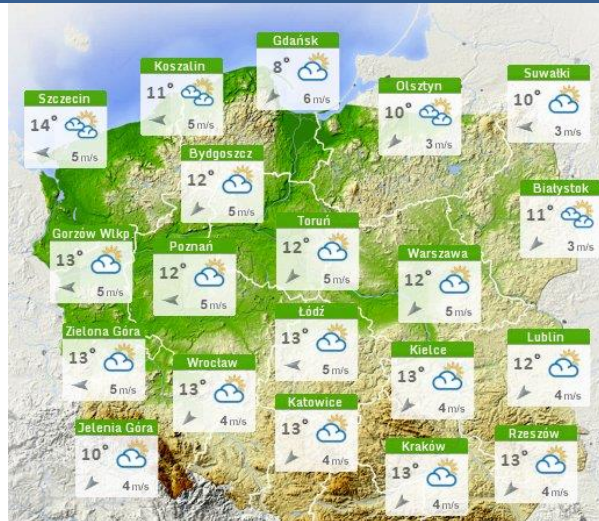 Gdańsk
8°
6 m/s
Koszalin
11°
5 m/s
Suwałki
10°
3 m/s
Olsztyn
10°
3 m/s
Szczecin
14°
5 m/s
Bydgoszcz
12°
5 m/s
Białystok
11°
3 m/s
Toruń
12°
5 m/s
Gorzów Wlkp
13°
5 m/s
Poznań
12°
5 m/s
Warszawa
12°
5 m/s
Łódź
13°
5 m/s
Zielona Góra
13°
5 m/s
Lublin
12°
4 m/s
Kielce
13°
4 m/s
Wrocław
13°
4 m/s
Katowice
13°
4 m/s
Jelenia Góra
10°
4 m/s
Rzeszów
13°
4 m/s
Kraków
13°
4 m/s